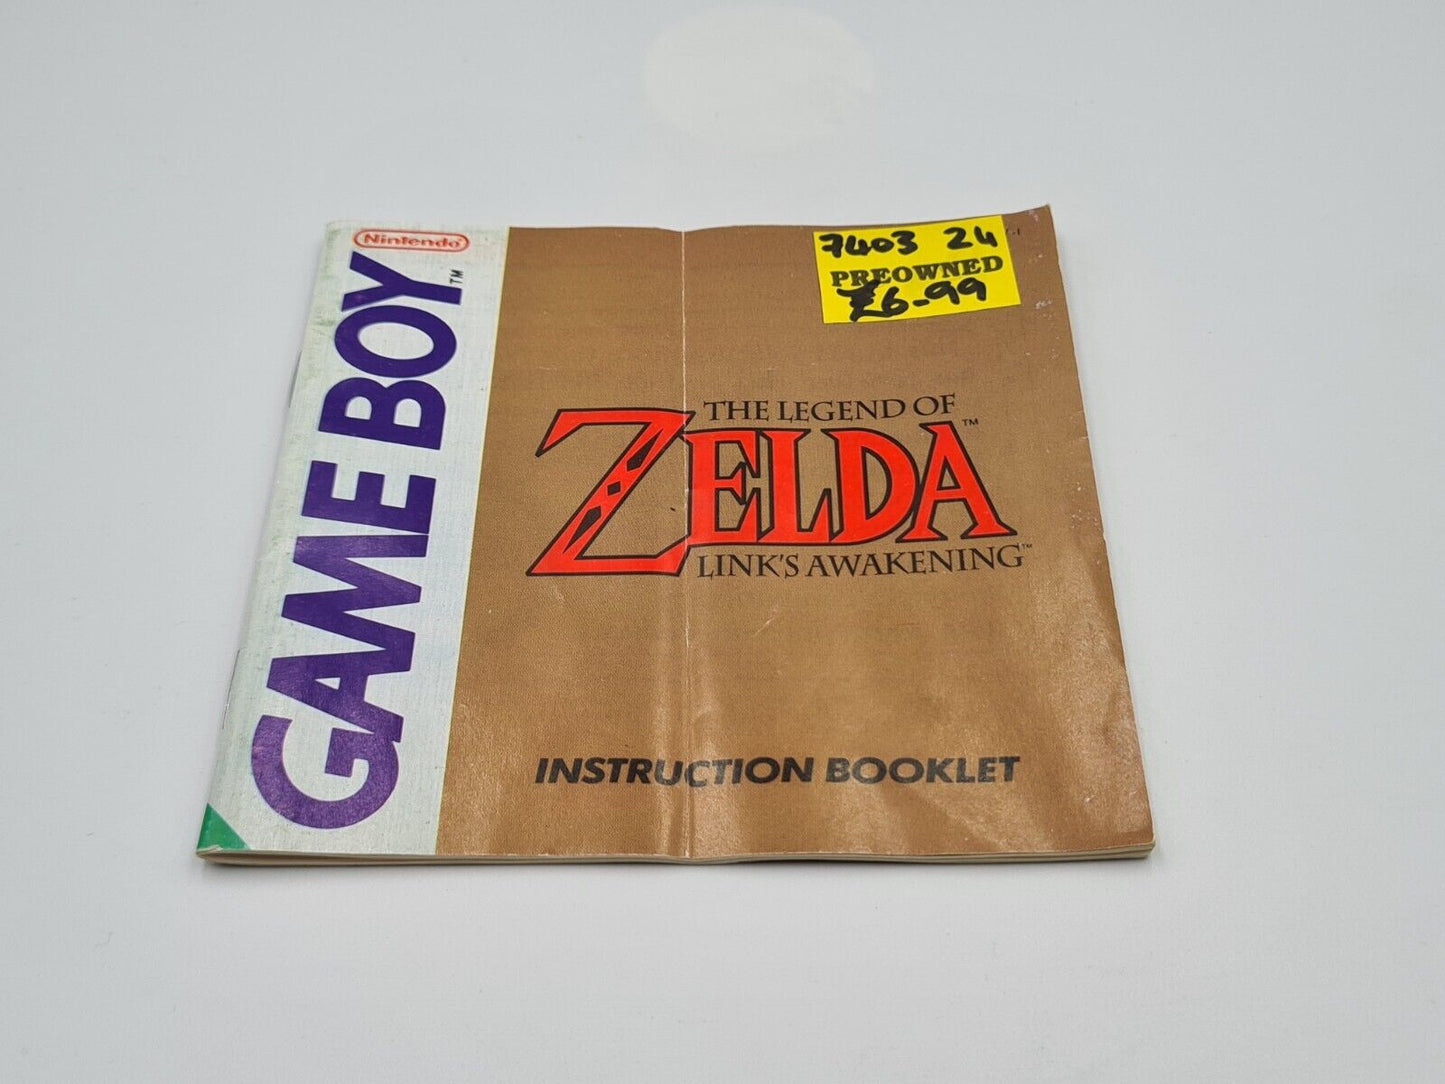 Nintendo
GAME BOY™
7403 24
PREOWNED
£6-99
THE LEGEND OF
ZELDA™
LINK'S AWAKENING™
INSTRUCTION BOOKLET